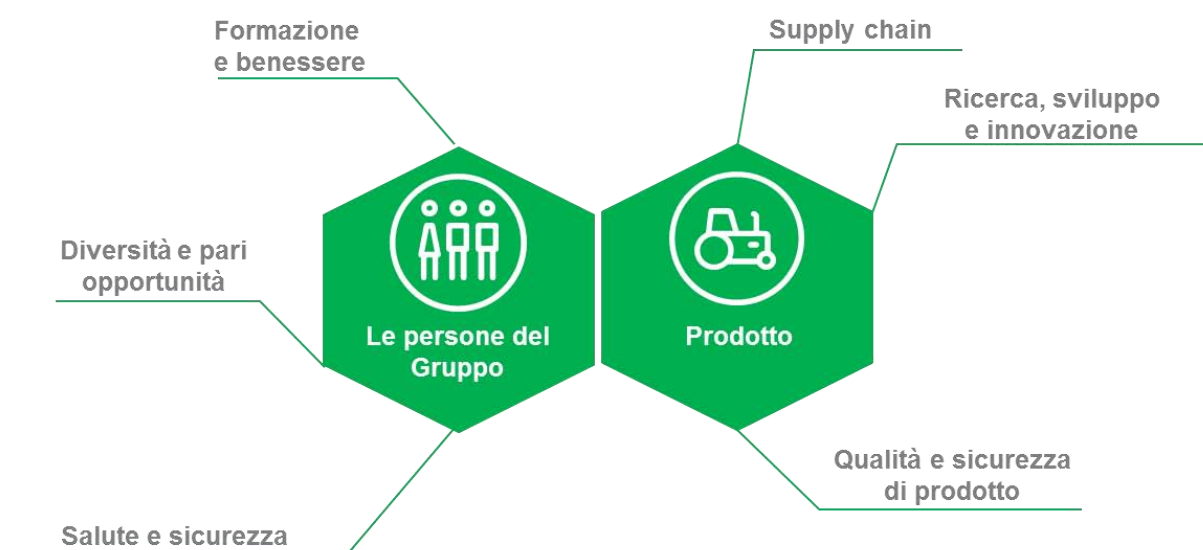 Formazione
e benessere
Supply chain
Ricerca, sviluppo
e innovazione
Diversità e pari
opportunità
Le persone del
Gruppo
Prodotto
Qualità e sicurezza
di prodotto
Salute e sicurezza